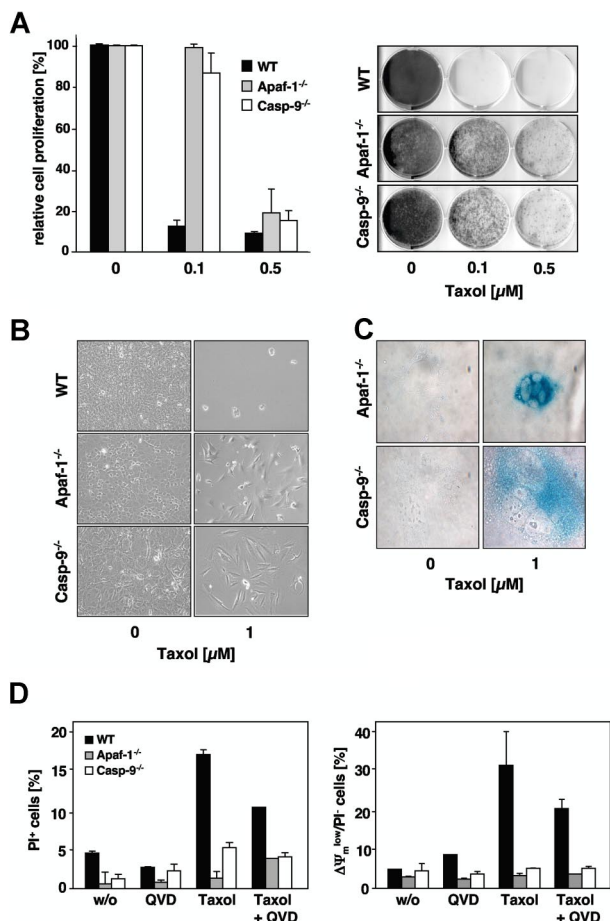 A
relative cell proliferation [%]
100
80
60
40
20
0
WT
Apaf-1-/-
Casp-9-/-
0 0.1 0.5
WT
Apaf-1-/-
Casp-9-/-
0 0.1 0.5
Taxol [µM]
B
WT
Apaf-1-/-
Casp-9-/-
0 1
Taxol [µM]
C
Apaf-1-/-
Casp-9-/-
0 1
Taxol [µM]
D
PI+ cells [%]
20
15
10
5
0
WT
Apaf-1-/-
Casp-9-/-
w/o QVD Taxol Taxol
+ QVD
ΔΨm low/PI- cells [%]
40
30
20
10
0
w/o QVD Taxol Taxol
+ QVD